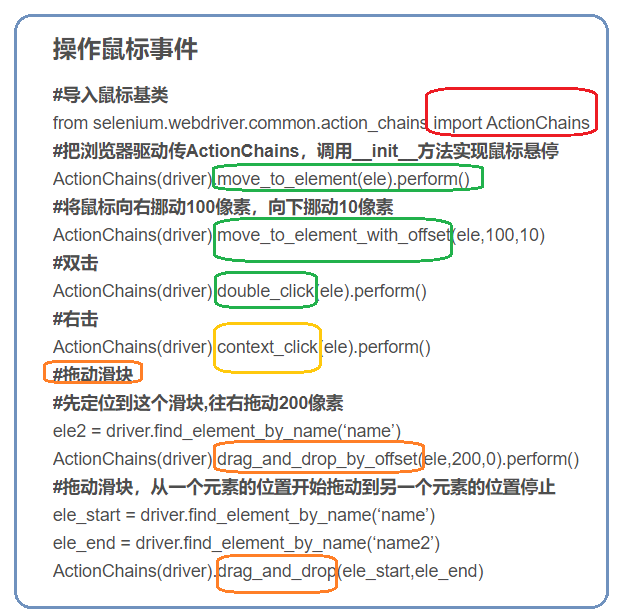 操作鼠标事件
#导入鼠标基类
from selenium.webdriver.common.action_chains import ActionChains
#把浏览器驱动传ActionChains，调用__init__方法实现鼠标悬停
ActionChains(driver).move_to_element(ele).perform()
#将鼠标向右挪动100像素，向下挪动10像素
ActionChains(driver).move_to_element_with_offset(ele,100,10)
#双击
ActionChains(driver).double_click(ele).perform()
#右击
ActionChains(driver).context_click(ele).perform()
#拖动滑块
#先定位到这个滑块,往右拖动200像素
ele2 = driver.find_element_by_name(‘name’)
ActionChains(driver).drag_and_drop_by_offset(ele,200,0).perform()
#拖动滑块，从一个元素的位置开始拖动到另一个元素的位置停止
ele_start = driver.find_element_by_name(‘name’)
ele_end = driver.find_element_by_name(‘name2’)
ActionChains(driver).drag_and_drop(ele_start,ele_end)